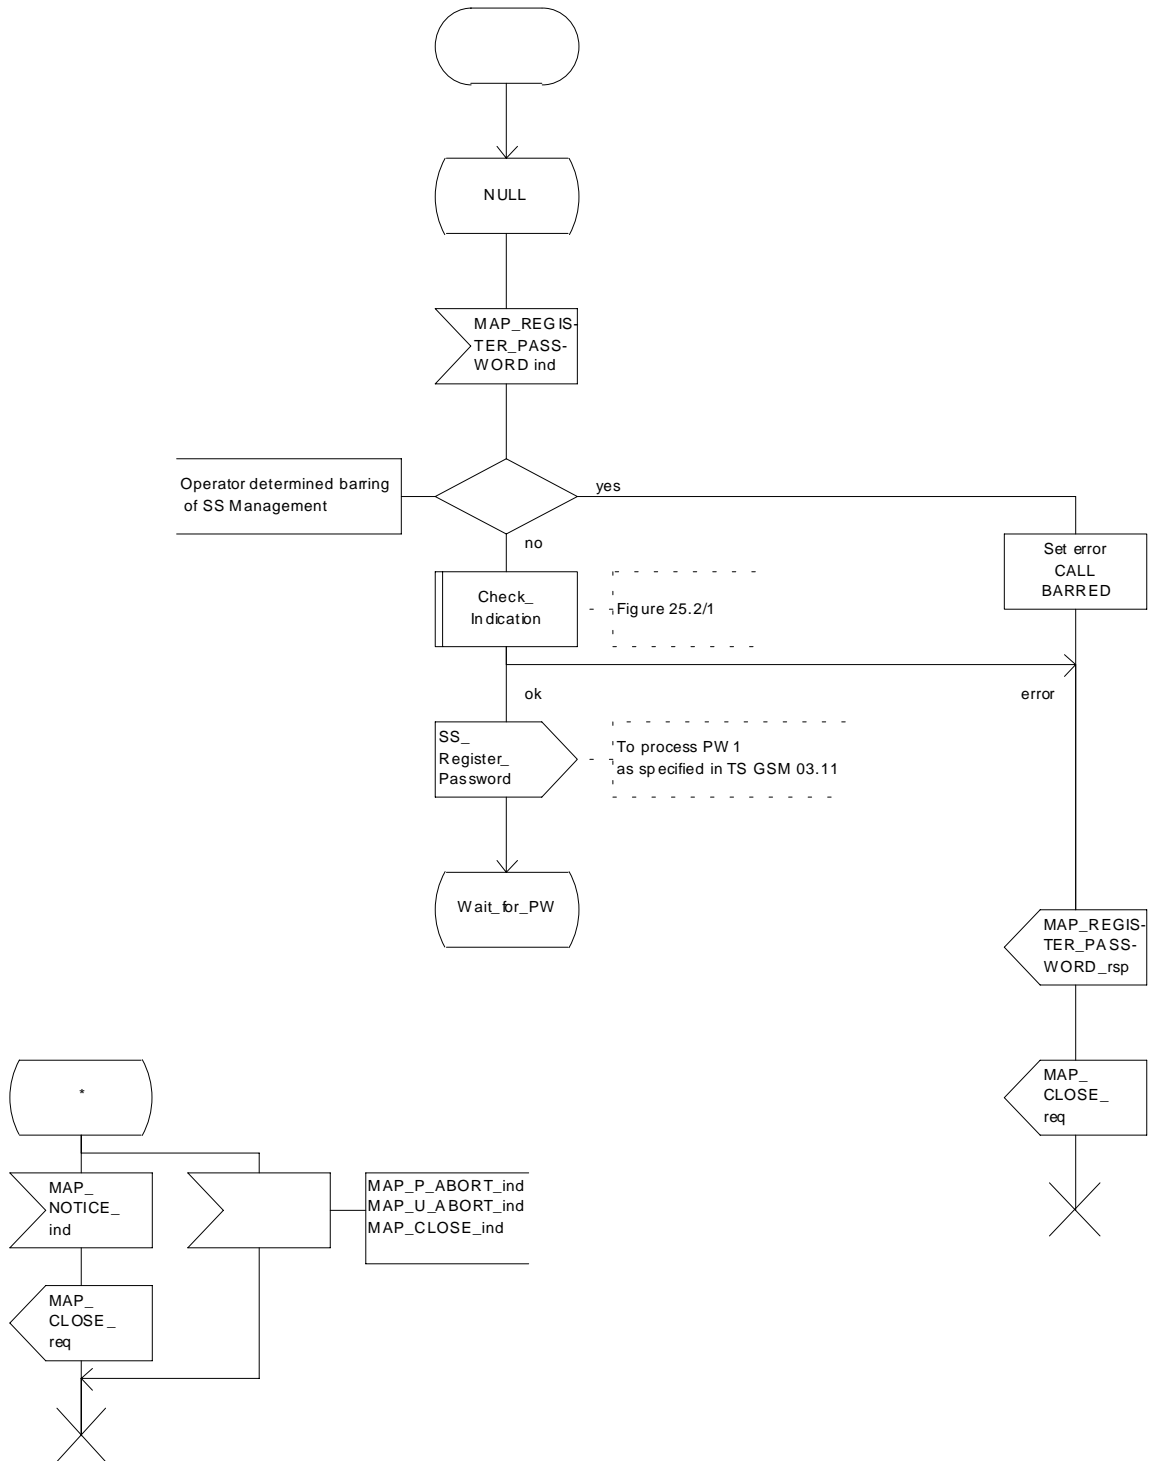 NULL
MAP_REGIS-
TER_PASS-
WORD ind
Operator determined barring
of SS Management
yes
no
Set error
CALL
BARRED
Check_
Indication
Figure 25.2/1
ok
error
SS_
Register_
Password
To process PW 1
as specified in TS GSM 03.11
Wait_for_PW
MAP_REGIS-
TER_PASS-
WORD_rsp
MAP_
CLOSE_
req
*
MAP_
NOTICE_
ind
MAP_P_ABORT_ind
MAP_U_ABORT_ind
MAP_CLOSE_ind
MAP_
CLOSE_
req